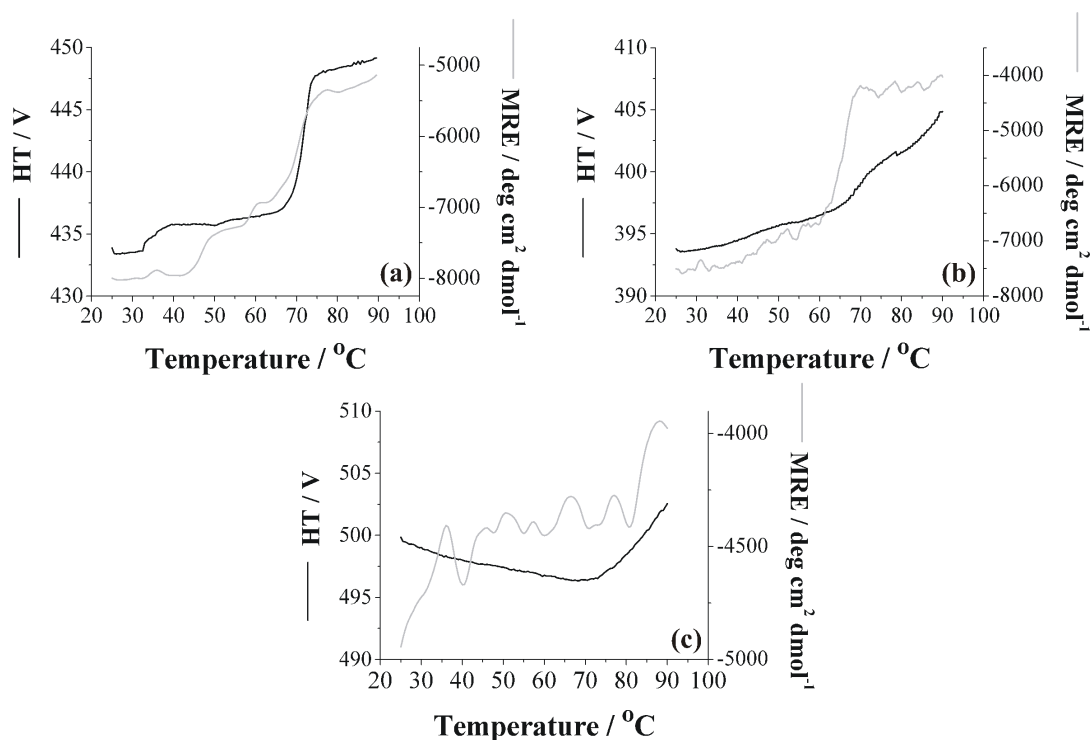 HT / V
450
445
440
435
430
-5000
-6000
-7000
-8000
MRE / deg cm² dmol⁻¹
(a)
20 30 40 50 60 70 80 90 100
Temperature / °C
HT / V
410
405
400
395
390
-4000
-5000
-6000
-7000
-8000
MRE / deg cm² dmol⁻¹
(b)
20 30 40 50 60 70 80 90 100
Temperature / °C
HT / V
510
505
500
495
490
-4000
-4500
-5000
MRE / deg cm² dmol⁻¹
(c)
20 30 40 50 60 70 80 90 100
Temperature / °C